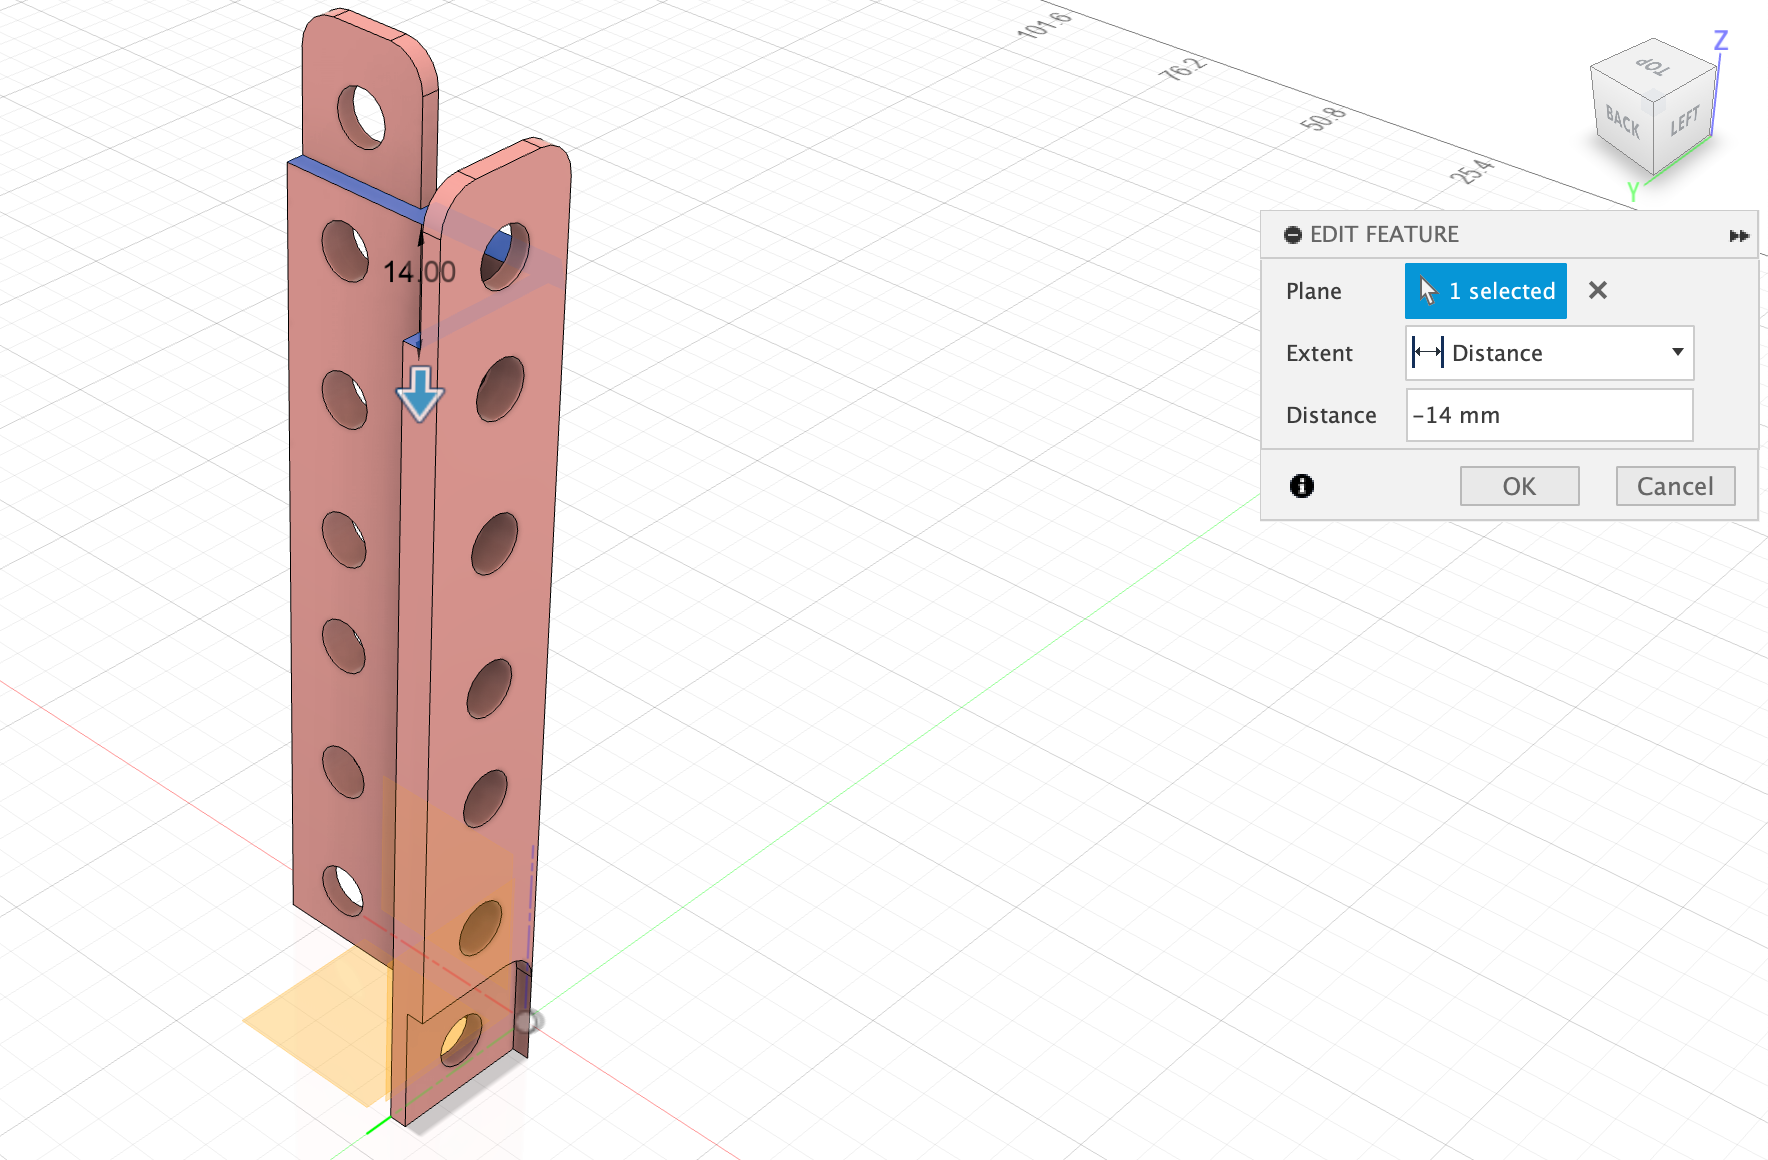 101.6
76.2
50.8
25.4
Z
TOP
BACK
LEFT
Y
14.00
EDIT FEATURE
Plane
1 selected
Extent
Distance
Distance
-14 mm
OK
Cancel